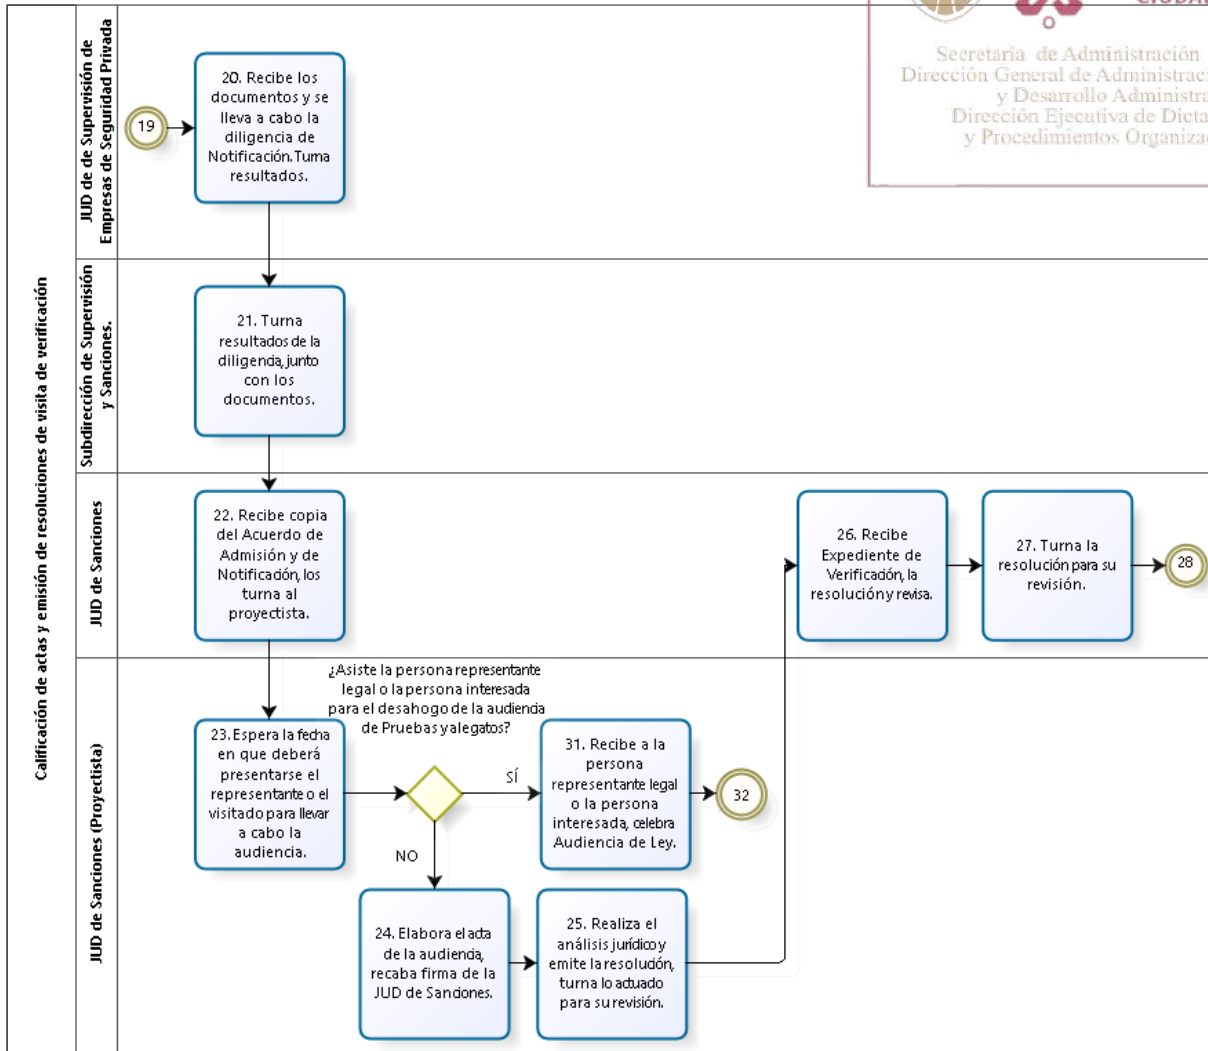 Secretaría de Administración
Dirección General de
y Desarrollo
Dirección Ejecutiva de
y Procedimientos
Calificación de actas y emisión de resoluciones de visita de verificación
JUD de de Supervisión de
Empresas de Seguridad Privada
19
20. Recibe los
documentos y se
lleva a cabo la
diligencia de
Notificación. Turna
resultados.
Subdirección de Supervisión
y Sanciones.
21. Turna
resultados de la
diligencia, junto
con los
documentos.
JUD de Sanciones
22. Recibe copia
del Acuerdo de
Admisión y de
Notificación, los
turna al
proyectista.
26. Recibe
Expediente de
Verificación, la
resolución y revisa.
27. Turna la
resolución para su
revisión.
28
JUD de Sanciones (Proyectista)
23. Espera la fecha
en que deberá
presentarse el
representante o el
visitado para llevar
a cabo la
audiencia.
¿Asiste la persona representante
legal o la persona interesada
para el desahogo de la audiencia
de Pruebas y alegatos?
SÍ
31. Recibe a la
persona
representante legal
o la persona
interesada, celebra
Audiencia de Ley.
32
NO
24. Elabora el acta
de la audiencia,
recaba firma de la
JUD de Sanciones.
25. Realiza el
análisis jurídico y
emite la resolución,
turna lo actuado
para su revisión.